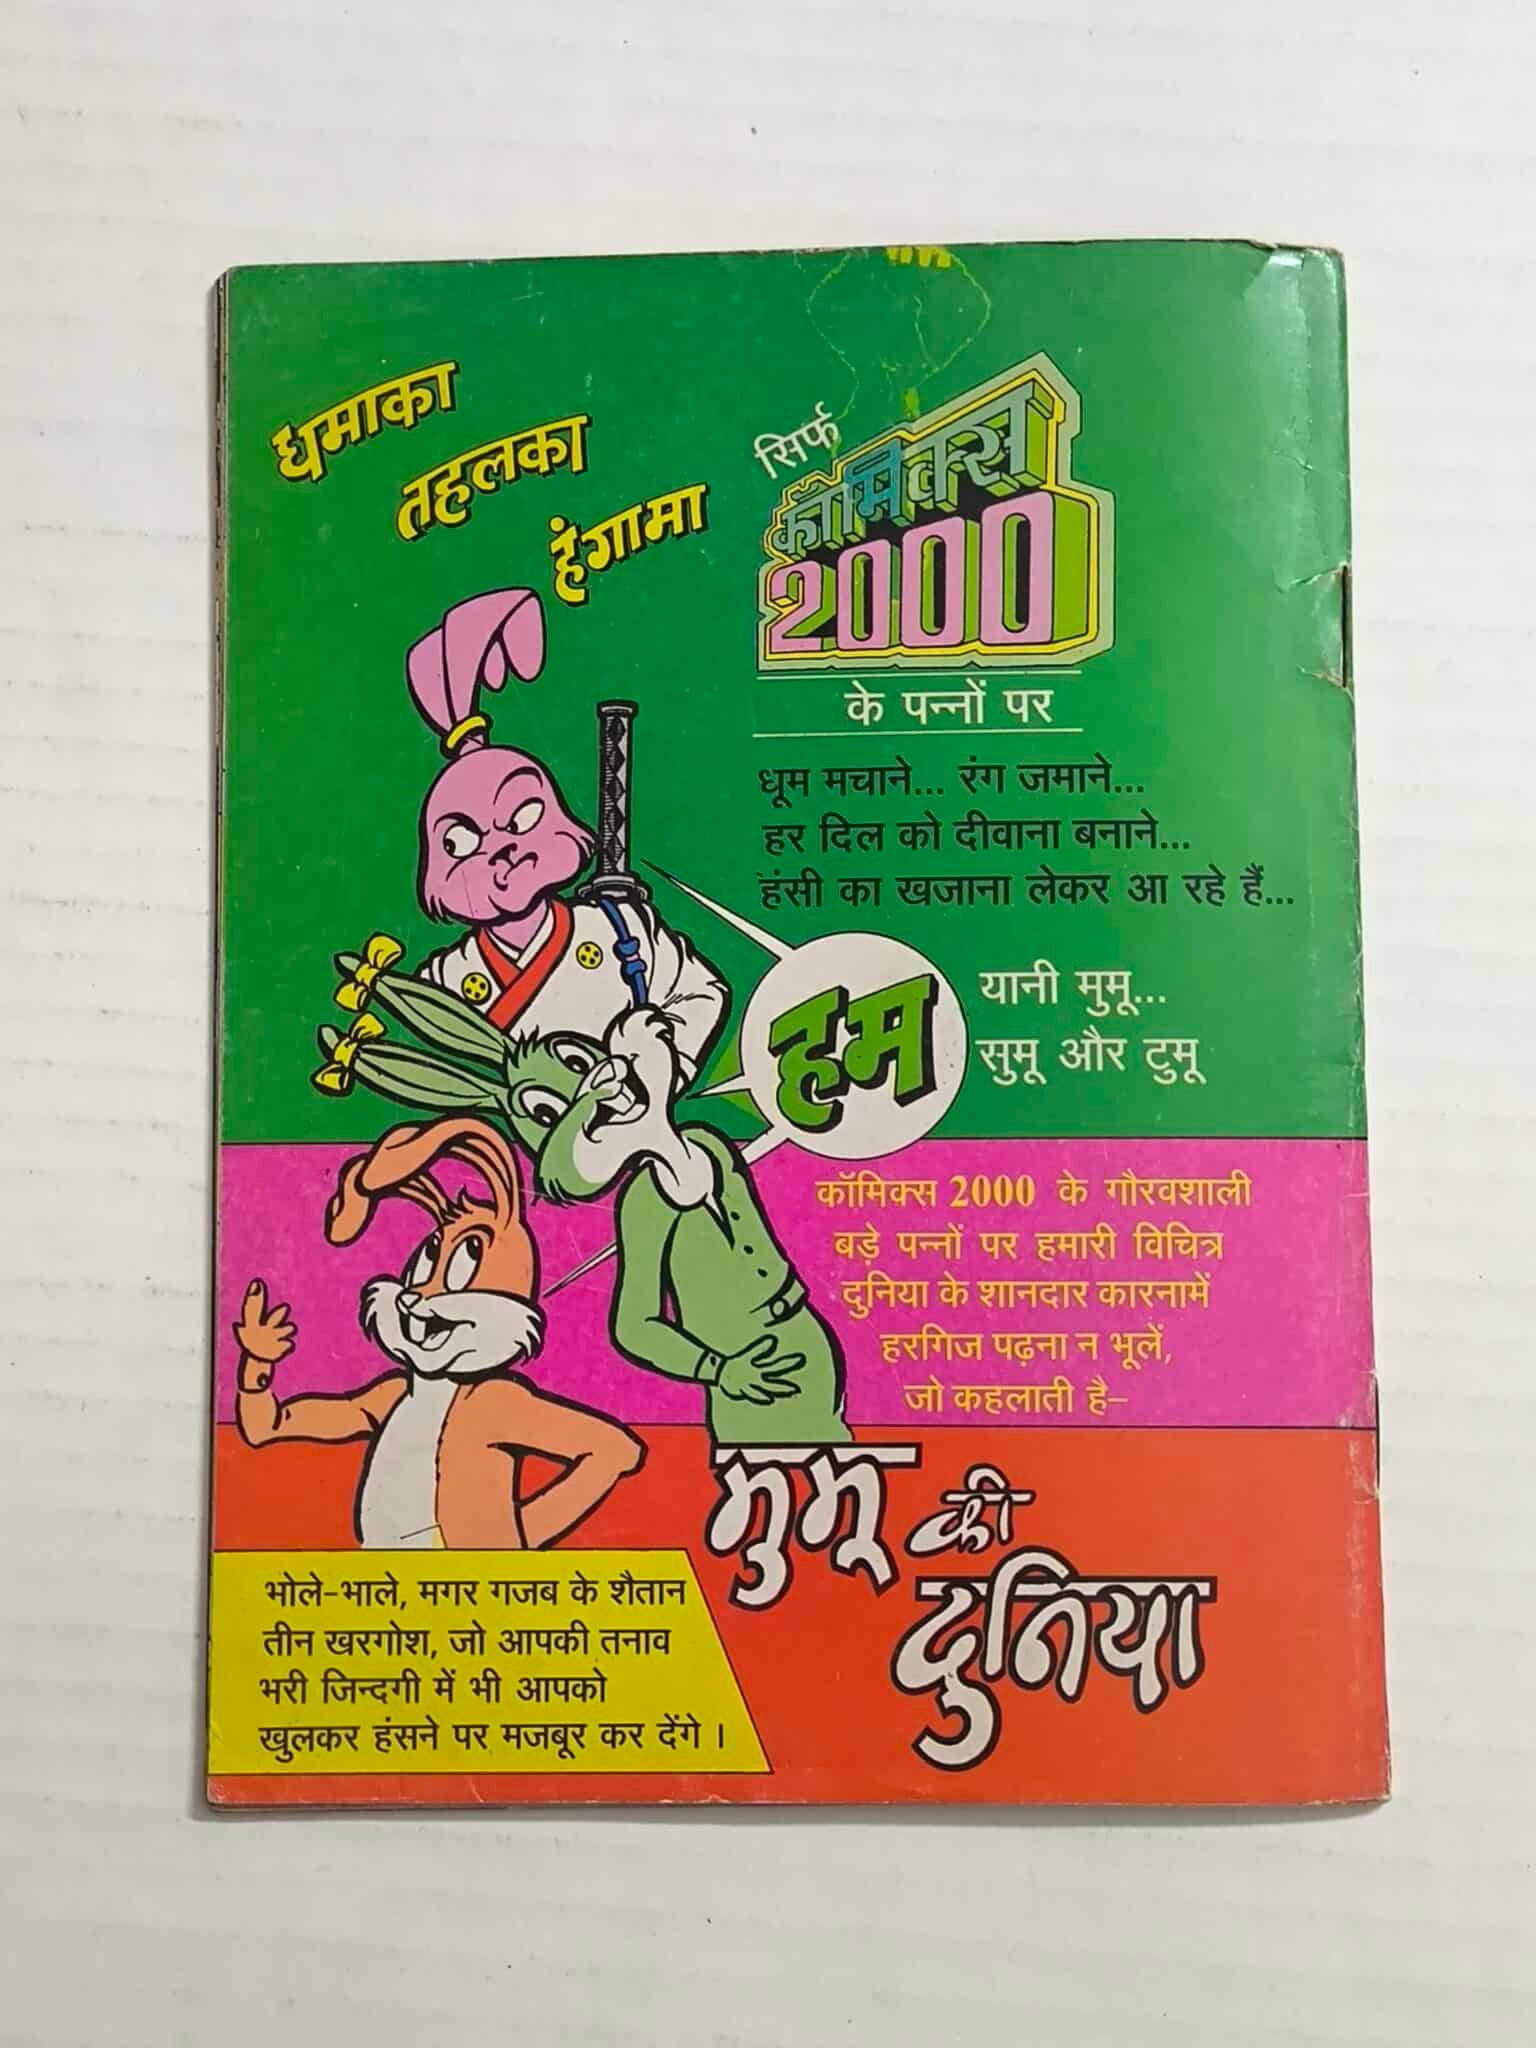 धमाका
तहलका
हंगामा
सिर्फ
कॉमिक्स
2000
के पन्नों पर
धूम मचाने... रंग जमाने...
हर दिल को दीवाना बनाने...
हंसी का खजाना लेकर आ रहे हैं...
हम
यानी मुमू...
सुमू और टुमू
कॉमिक्स 2000 के गौरवशाली
बड़े पन्नों पर हमारी विचित्र
दुनिया के शानदार कारनामें
हरगिज पढ़ना न भूलें,
जो कहलाती है–
मुमू की
दुनिया
भोले-भाले, मगर गजब के शैतान
तीन खरगोश, जो आपकी तनाव
भरी जिन्दगी में भी आपको
खुलकर हंसने पर मजबूर कर देंगे ।